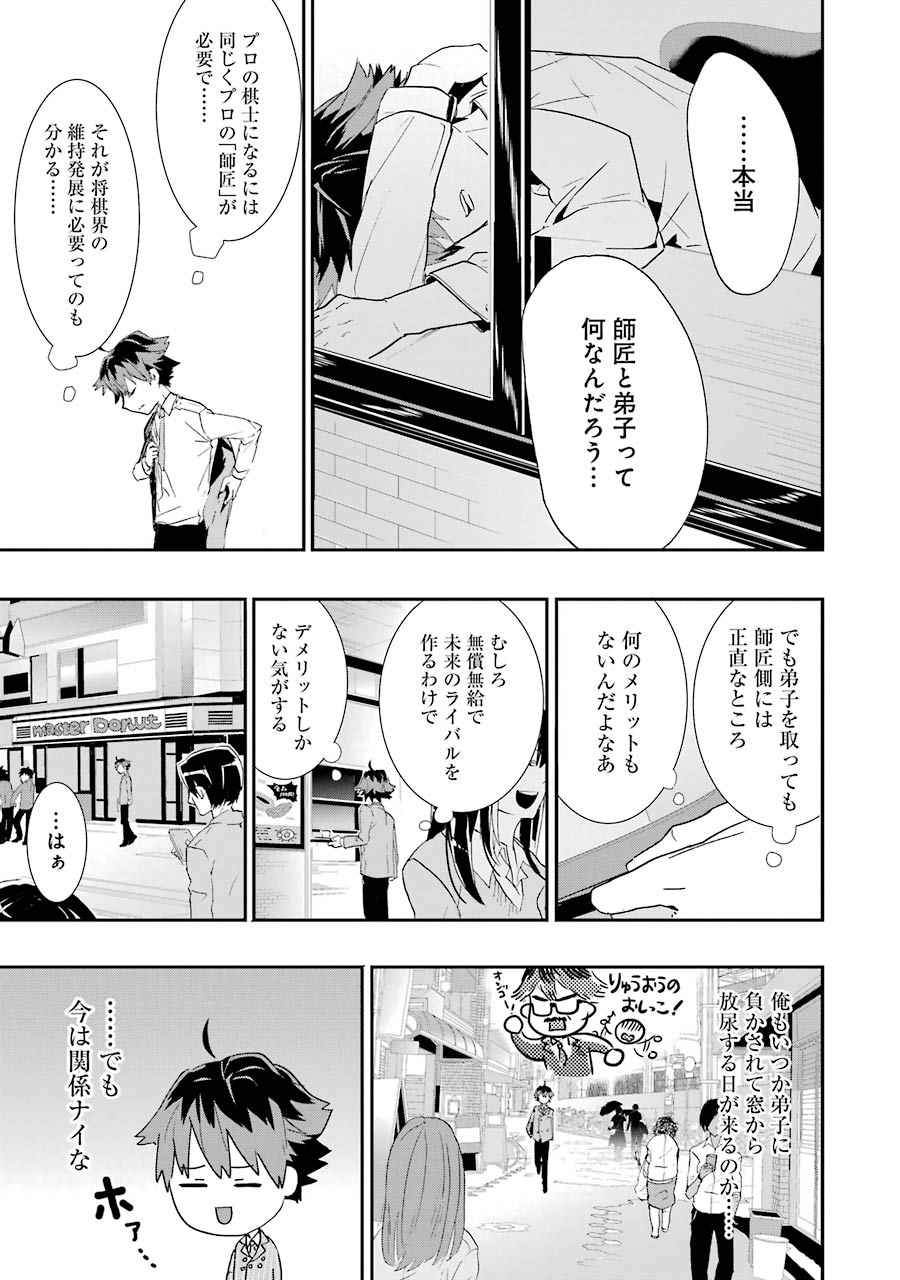 ……本当
師匠と弟子って
何なんだろう…
プロの棋士になるには
同じくプロの「師匠」が
必要で……
それが将棋界の
維持発展に必要ってのも
分かる……
でも弟子を取っても
師匠側には
正直なところ
何のメリットも
ないんだよなあ
むしろ
無償無給で
未来のライバルを
作るわけで
デメリットしか
ない気がする
master Donut
…はぁ
俺もいつか弟子に
負かされて窓から
放尿する日が来るのか……
りゅうおうの
おしっこ！
オシゴー！
……でも
今は関係ナイな
ホァ…